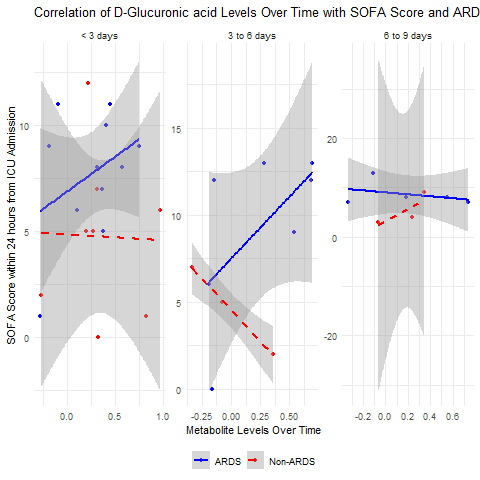 Correlation of D-Glucuronic acid Levels Over Time with SOFA Score and ARD
< 3 days
3 to 6 days
6 to 9 days
SOFA Score within 24 hours from ICU Admission
10
5
0
15
10
5
0
20
0
-20
0.0
0.5
1.0
-0.25
0.00
0.25
0.50
-0.2
0.0
0.2
0.4
0.6
Metabolite Levels Over Time
ARDS
Non-ARDS